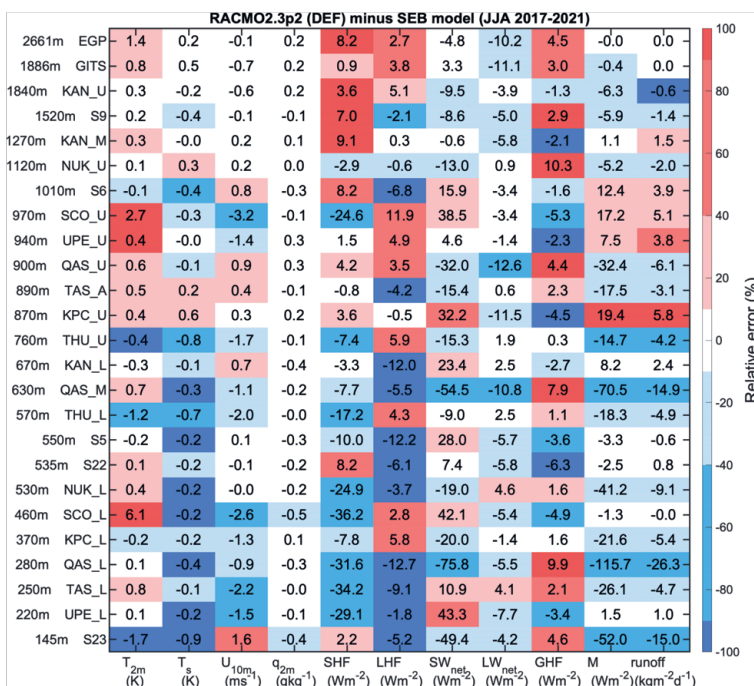 RACMO2.3p2 (DEF) minus SEB model (JJA 2017-2021)
2661m EGP 1.4 0.2 -0.1 0.2 8.2 2.7 -4.8 -10.2 4.5 -0.0 0.0
1886m GITS 0.8 0.5 -0.7 0.2 0.9 3.8 3.3 -11.1 3.0 -0.4 0.0
1840m KAN_U 0.3 -0.2 -0.6 0.2 3.6 5.1 -9.5 -3.9 -1.3 -6.3 -0.6
1520m S9 0.2 -0.4 -0.1 -0.1 7.0 -2.1 -8.6 -5.0 2.9 -5.9 -1.4
1270m KAN_M 0.3 -0.0 0.2 0.1 9.1 0.3 -0.6 -5.8 -2.1 1.1 1.5
1120m NUK_U 0.1 0.3 0.2 0.0 -2.9 -0.6 -13.0 0.9 10.3 -5.2 -2.0
1010m S6 -0.1 -0.4 0.8 -0.3 8.2 -6.8 15.9 -3.4 -1.6 12.4 3.9
970m SCO_U 2.7 -0.3 -3.2 -0.1 -24.6 11.9 38.5 -3.4 -5.3 17.2 5.1
940m UPE_U 0.4 -0.0 -1.4 0.3 1.5 4.9 4.6 -1.4 -2.3 7.5 3.8
900m QAS_U 0.6 -0.1 0.9 0.3 4.2 3.5 -32.0 -12.6 4.4 -32.4 -6.1
890m TAS_A 0.5 0.2 0.4 -0.1 -0.8 -4.2 -15.4 0.6 2.3 -17.5 -3.1
870m KPC_U 0.4 0.6 0.3 0.2 3.6 -0.5 32.2 -11.5 -4.5 19.4 5.8
760m THU_U -0.4 -0.8 -1.7 -0.1 -7.4 5.9 -15.3 1.9 0.3 -14.7 -4.2
670m KAN_L -0.3 -0.1 0.7 -0.4 -3.3 -12.0 23.4 2.5 -2.7 8.2 2.4
630m QAS_M 0.7 -0.3 -1.1 -0.2 -7.7 -5.5 -54.5 -10.8 7.9 -70.5 -14.9
570m THU_L -1.2 -0.7 -2.0 -0.0 -17.2 4.3 -9.0 2.5 1.1 -18.3 -4.9
550m S5 -0.2 -0.2 0.1 -0.3 -10.0 -12.2 28.0 -5.7 -3.6 -3.3 -0.6
535m S22 0.1 -0.2 -0.1 -0.2 8.2 -6.1 7.4 -5.8 -6.3 -2.5 0.8
530m NUK_L 0.4 -0.2 -0.0 -0.2 -24.9 -3.7 -19.0 4.6 1.6 -41.2 -9.1
460m SCO_L 6.1 -0.2 -2.6 -0.5 -36.2 2.8 42.1 -5.4 -4.9 -1.3 -0.0
370m KPC_L -0.2 -0.2 -1.3 0.1 -7.8 5.8 -20.0 -1.4 1.6 -21.6 -5.4
280m QAS_L 0.1 -0.4 -0.9 -0.3 -31.6 -12.7 -75.8 -5.5 9.9 -115.7 -26.3
250m TAS_L 0.8 -0.1 -2.2 -0.0 -34.2 -9.1 10.9 4.1 2.1 -26.1 -4.7
220m UPE_L 0.1 -0.2 -1.5 -0.1 -29.1 -1.8 43.3 -7.7 -3.4 1.5 1.0
145m S23 -1.7 -0.9 1.6 -0.4 2.2 -5.2 -49.4 -4.2 4.6 -52.0 -15.0
T2m Ts U10m q2m SHF LHF SWnet LWnet GHF M runoff
(K) (K) (ms-1) (gkg-1) (Wm-2) (Wm-2) (Wm-2) (Wm-2) (Wm-2) (Wm-2) (kgm-2d-1)
100
80
60
40
20
0
-20
-40
-60
-80
-100
Relative error (%)